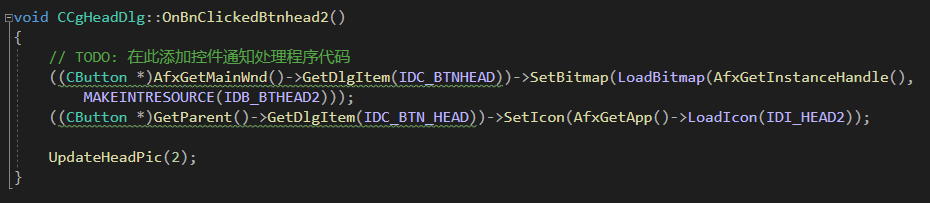 void CCgHeadDlg::OnBnClickedBtnhead2()
{
// TODO: 在此添加控件通知处理程序代码
((CButton *)AfxGetMainWnd()->GetDlgItem(IDC_BTNHEAD))->SetBitmap(LoadBitmap(AfxGetInstanceHandle(),
MAKEINTRESOURCE(IDB_BTHEAD2)));
((CButton *)GetParent()->GetDlgItem(IDC_BTN_HEAD))->SetIcon(AfxGetApp()->LoadIcon(IDI_HEAD2));
UpdateHeadPic(2);
}